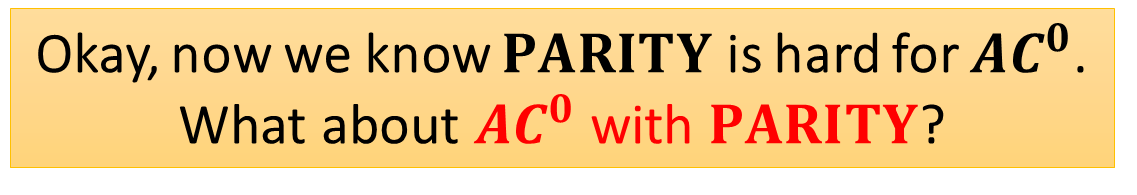 Okay, now we know PARITY is hard for AC⁰.
What about AC⁰ with PARITY?